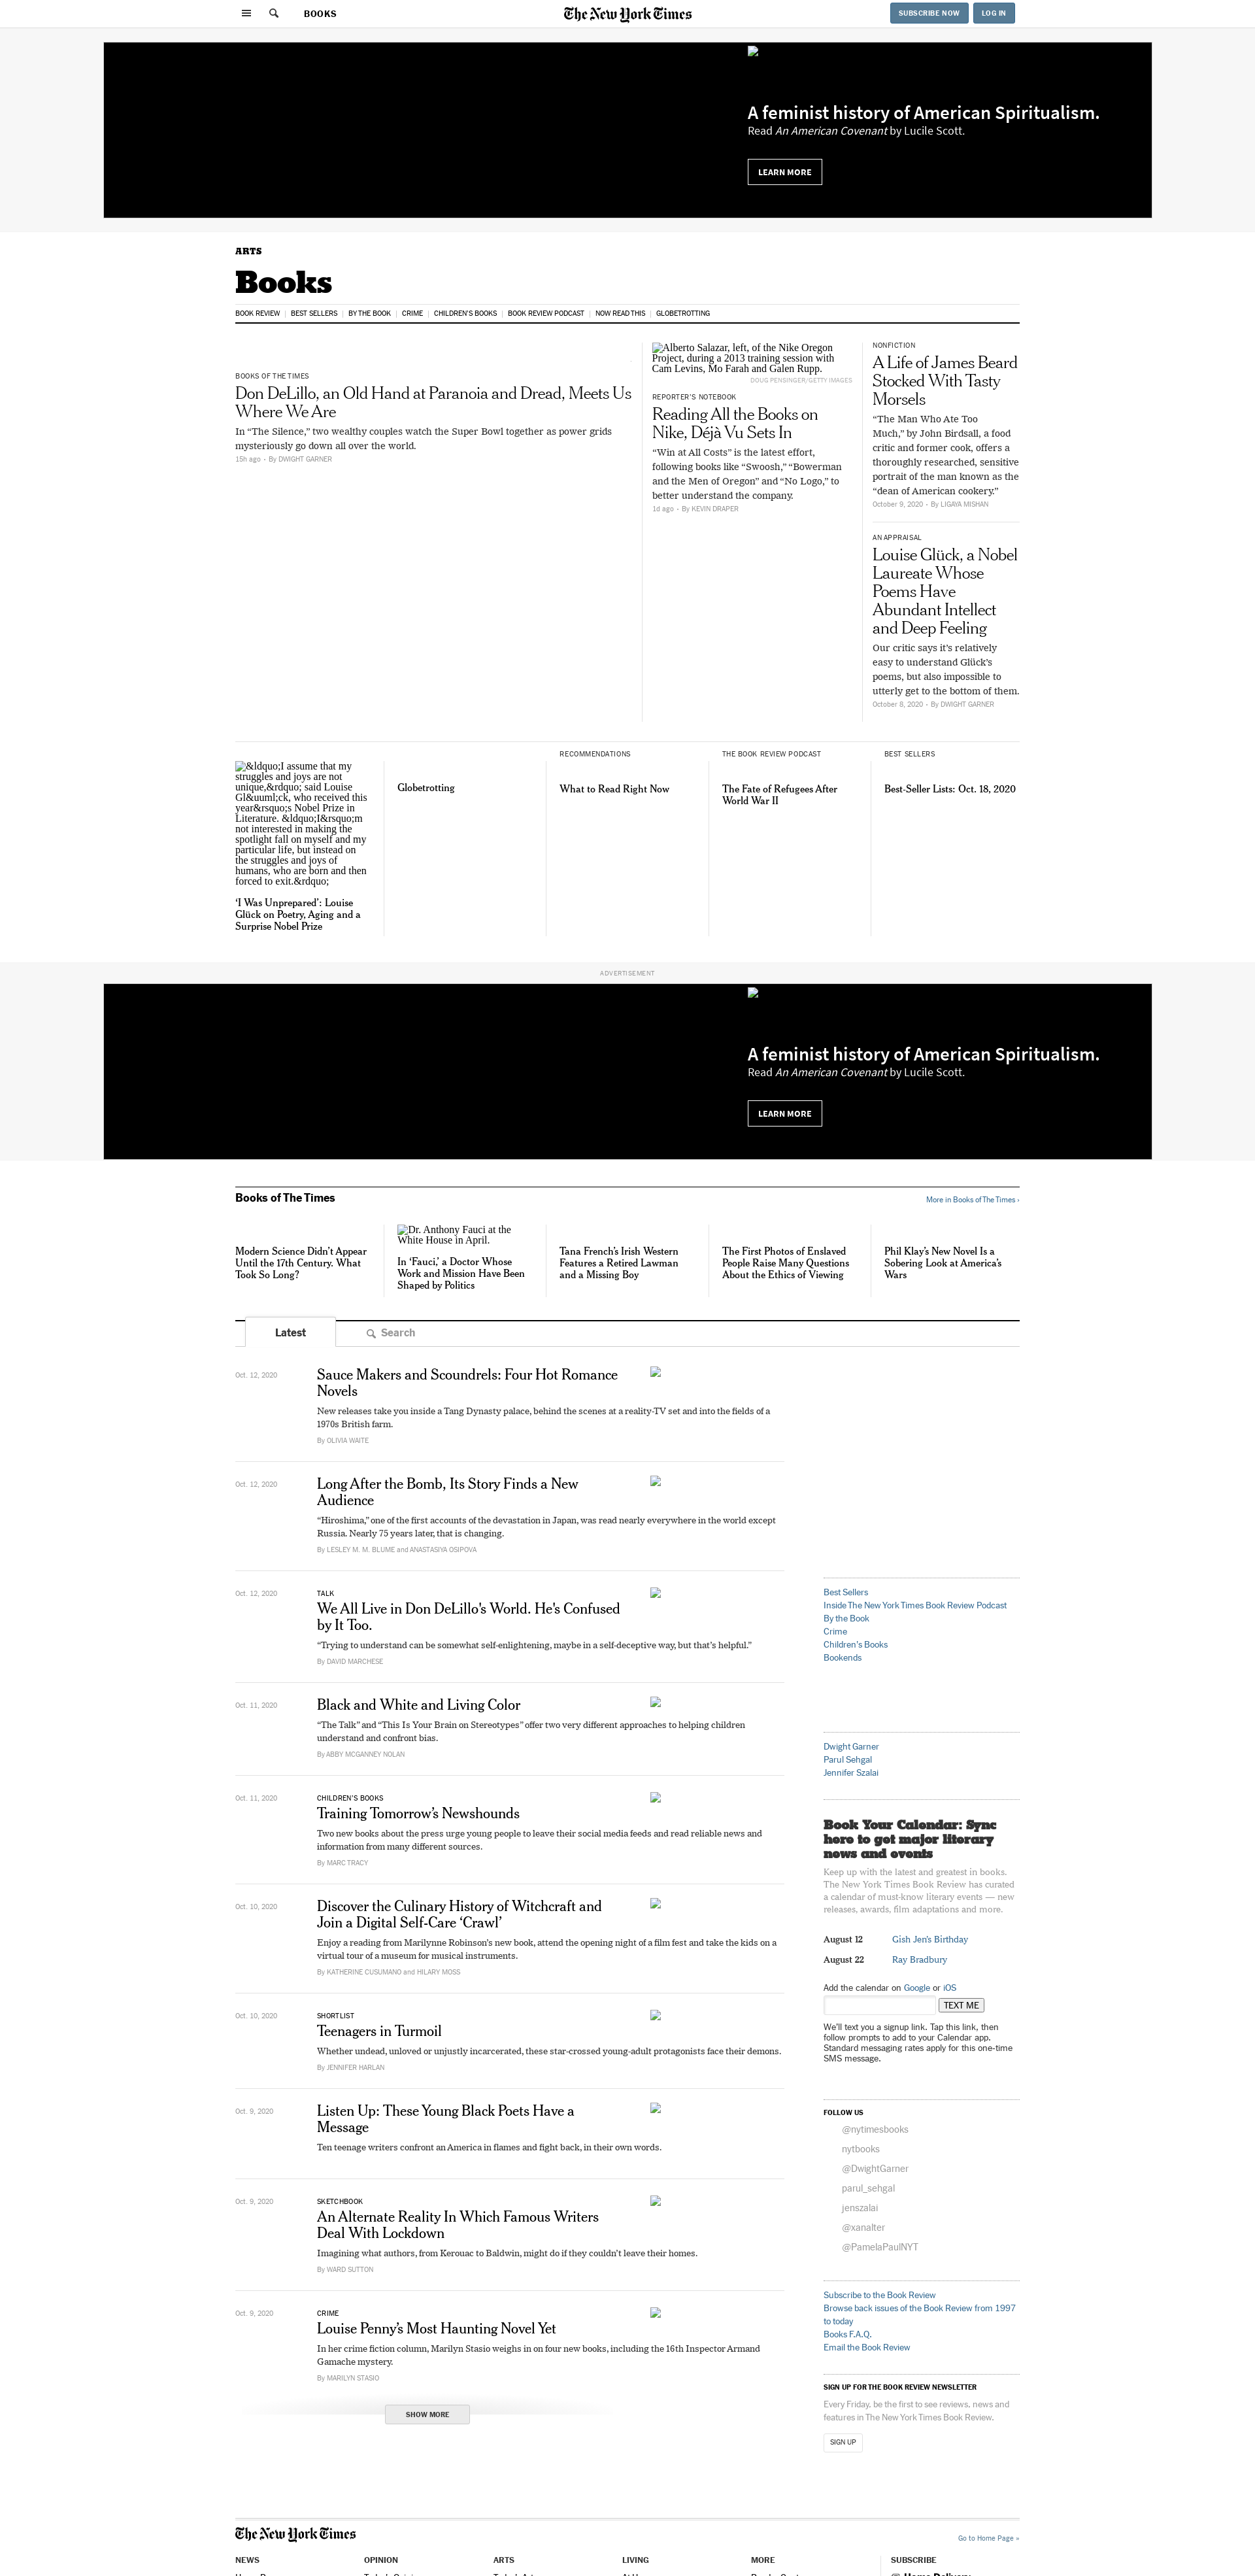 BOOKS
The New York Times
SUBSCRIBE NOW
LOG IN
A feminist history of American Spiritualism.
Read An American Covenant by Lucile Scott.
LEARN MORE
ARTS
Books
BOOK REVIEW | BEST SELLERS | BY THE BOOK | CRIME | CHILDREN'S BOOKS | BOOK REVIEW PODCAST | NOW READ THIS | GLOBETROTTING
BOOKS OF THE TIMES
Don DeLillo, an Old Hand at Paranoia and Dread, Meets Us
Where We Are
In “The Silence,” two wealthy couples watch the Super Bowl together as power grids
mysteriously go down all over the world.
15h ago • By DWIGHT GARNER
Alberto Salazar, left, of the Nike Oregon
Project, during a 2013 training session with
Cam Levins, Mo Farah and Galen Rupp.
DOUG PENSINGER/GETTY IMAGES
REPORTER’S NOTEBOOK
Reading All the Books on
Nike, Déjà Vu Sets In
“Win at All Costs” is the latest effort,
following books like “Swoosh,” “Bowerman
and the Men of Oregon” and “No Logo,” to
better understand the company.
1d ago • By KEVIN DRAPER
NONFICTION
A Life of James Beard
Stocked With Tasty
Morsels
“The Man Who Ate Too
Much,” by John Birdsall, a food
critic and former cook, offers a
thoroughly researched, sensitive
portrait of the man known as the
“dean of American cookery.”
October 9, 2020 • By LIGAYA MISHAN
AN APPRAISAL
Louise Glück, a Nobel
Laureate Whose
Poems Have
Abundant Intellect
and Deep Feeling
Our critic says it’s relatively
easy to understand Glück’s
poems, but also impossible to
utterly get to the bottom of them.
October 8, 2020 • By DWIGHT GARNER
&ldquo;I assume that my
struggles and joys are not
unique,&rdquo; said Louise
Gl&uuml;ck, who received this
year&rsquo;s Nobel Prize in
Literature. &ldquo;I&rsquo;m
not interested in making the
spotlight fall on myself and my
particular life, but instead on
the struggles and joys of
humans, who are born and then
forced to exit.&rdquo;
‘I Was Unprepared’: Louise
Glück on Poetry, Aging and a
Surprise Nobel Prize
Globetrotting
RECOMMENDATIONS
What to Read Right Now
THE BOOK REVIEW PODCAST
The Fate of Refugees After
World War II
BEST SELLERS
Best-Seller Lists: Oct. 18, 2020
ADVERTISEMENT
A feminist history of American Spiritualism.
Read An American Covenant by Lucile Scott.
LEARN MORE
Books of The Times
More in Books of The Times ›
Modern Science Didn’t Appear
Until the 17th Century. What
Took So Long?
Dr. Anthony Fauci at the
White House in April.
In ‘Fauci,’ a Doctor Whose
Work and Mission Have Been
Shaped by Politics
Tana French’s Irish Western
Features a Retired Lawman
and a Missing Boy
The First Photos of Enslaved
People Raise Many Questions
About the Ethics of Viewing
Phil Klay’s New Novel Is a
Sobering Look at America’s
Wars
Latest
Search
Oct. 12, 2020
Sauce Makers and Scoundrels: Four Hot Romance
Novels
New releases take you inside a Tang Dynasty palace, behind the scenes at a reality-TV set and into the fields of a
1970s British farm.
By OLIVIA WAITE
Oct. 12, 2020
Long After the Bomb, Its Story Finds a New
Audience
“Hiroshima,” one of the first accounts of the devastation in Japan, was read nearly everywhere in the world except
Russia. Nearly 75 years later, that is changing.
By LESLEY M. M. BLUME and ANASTASIYA OSIPOVA
Oct. 12, 2020
TALK
We All Live in Don DeLillo's World. He's Confused
by It Too.
“Trying to understand can be somewhat self-enlightening, maybe in a self-deceptive way, but that’s helpful.”
By DAVID MARCHESE
Oct. 11, 2020
Black and White and Living Color
“The Talk” and “This Is Your Brain on Stereotypes” offer two very different approaches to helping children
understand and confront bias.
By ABBY MCGANNEY NOLAN
Oct. 11, 2020
CHILDREN’S BOOKS
Training Tomorrow’s Newshounds
Two new books about the press urge young people to leave their social media feeds and read reliable news and
information from many different sources.
By MARC TRACY
Oct. 10, 2020
Discover the Culinary History of Witchcraft and
Join a Digital Self-Care ‘Crawl’
Enjoy a reading from Marilynne Robinson’s new book, attend the opening night of a film fest and take the kids on a
virtual tour of a museum for musical instruments.
By KATHERINE CUSUMANO and HILARY MOSS
Oct. 10, 2020
SHORTLIST
Teenagers in Turmoil
Whether undead, unloved or unjustly incarcerated, these star-crossed young-adult protagonists face their demons.
By JENNIFER HARLAN
Oct. 9, 2020
Listen Up: These Young Black Poets Have a
Message
Ten teenage writers confront an America in flames and fight back, in their own words.
Oct. 9, 2020
SKETCHBOOK
An Alternate Reality In Which Famous Writers
Deal With Lockdown
Imagining what authors, from Kerouac to Baldwin, might do if they couldn’t leave their homes.
By WARD SUTTON
Oct. 9, 2020
CRIME
Louise Penny’s Most Haunting Novel Yet
In her crime fiction column, Marilyn Stasio weighs in on four new books, including the 16th Inspector Armand
Gamache mystery.
By MARILYN STASIO
SHOW MORE
Best Sellers
Inside The New York Times Book Review Podcast
By the Book
Crime
Children's Books
Bookends
Dwight Garner
Parul Sehgal
Jennifer Szalai
Book Your Calendar: Sync
here to get major literary
news and events
Keep up with the latest and greatest in books.
The New York Times Book Review has curated
a calendar of must-know literary events — new
releases, awards, film adaptations and more.
August 12 Gish Jen's Birthday
August 22 Ray Bradbury
Add the calendar on Google or iOS
TEXT ME
We'll text you a signup link. Tap this link, then
follow prompts to add to your Calendar app.
Standard messaging rates apply for this one-time
SMS message.
FOLLOW US
@nytimesbooks
nytbooks
@DwightGarner
parul_sehgal
jenszalai
@xanalter
@PamelaPaulNYT
Subscribe to the Book Review
Browse back issues of the Book Review from 1997
to today
Books F.A.Q.
Email the Book Review
SIGN UP FOR THE BOOK REVIEW NEWSLETTER
Every Friday, be the first to see reviews, news and
features in The New York Times Book Review.
SIGN UP
The New York Times
Go to Home Page »
NEWS
OPINION
ARTS
LIVING
MORE
SUBSCRIBE